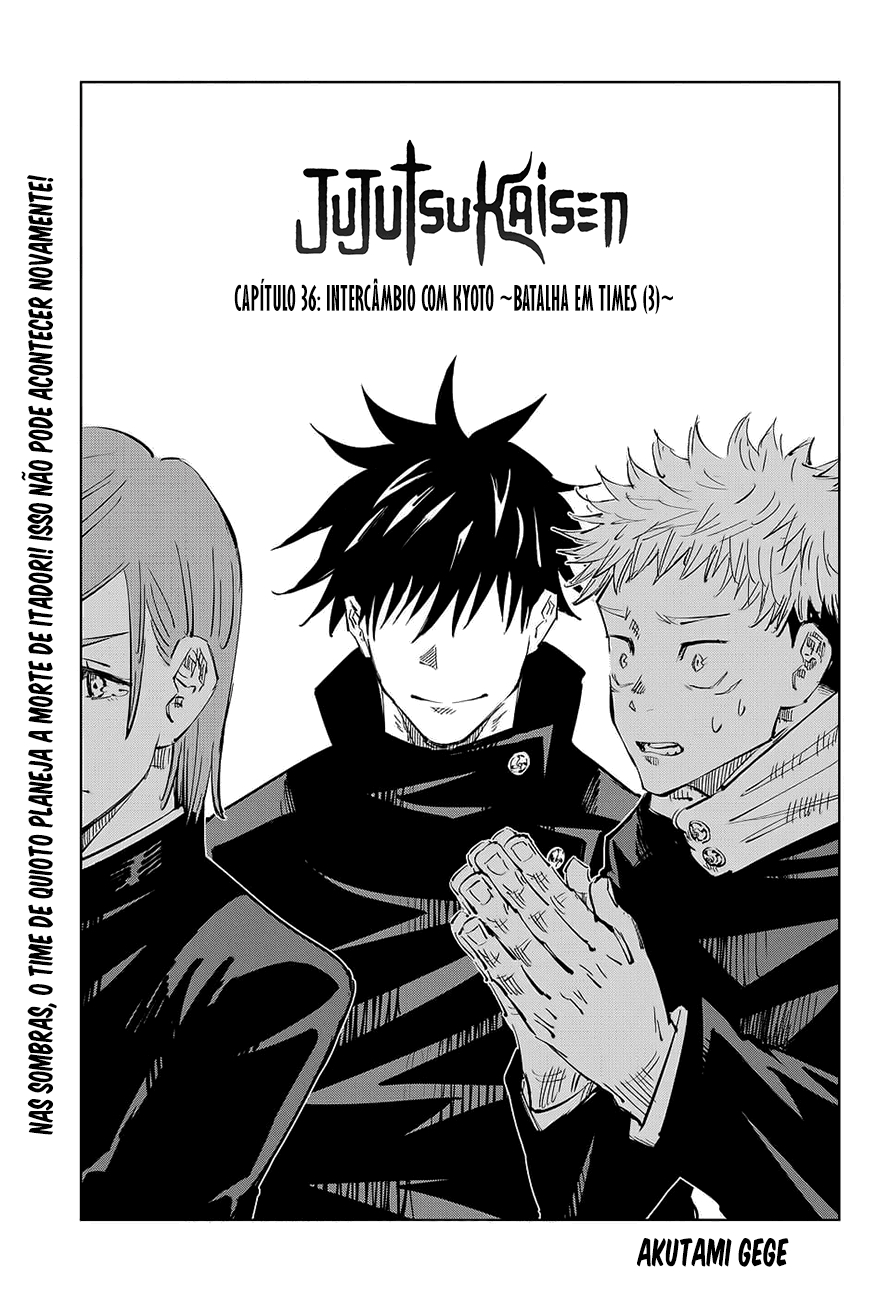 JUJUTSU KAISEN
CAPÍTULO 36: INTERCÂMBIO COM KYOTO ~BATALHA EM TIMES (3)~
NAS SOMBRAS, O TIME DE QUIOTO PLANEJA A MORTE DE ITADORI! ISSO NÃO PODE ACONTECER NOVAMENTE!
AKUTAMI GEGE